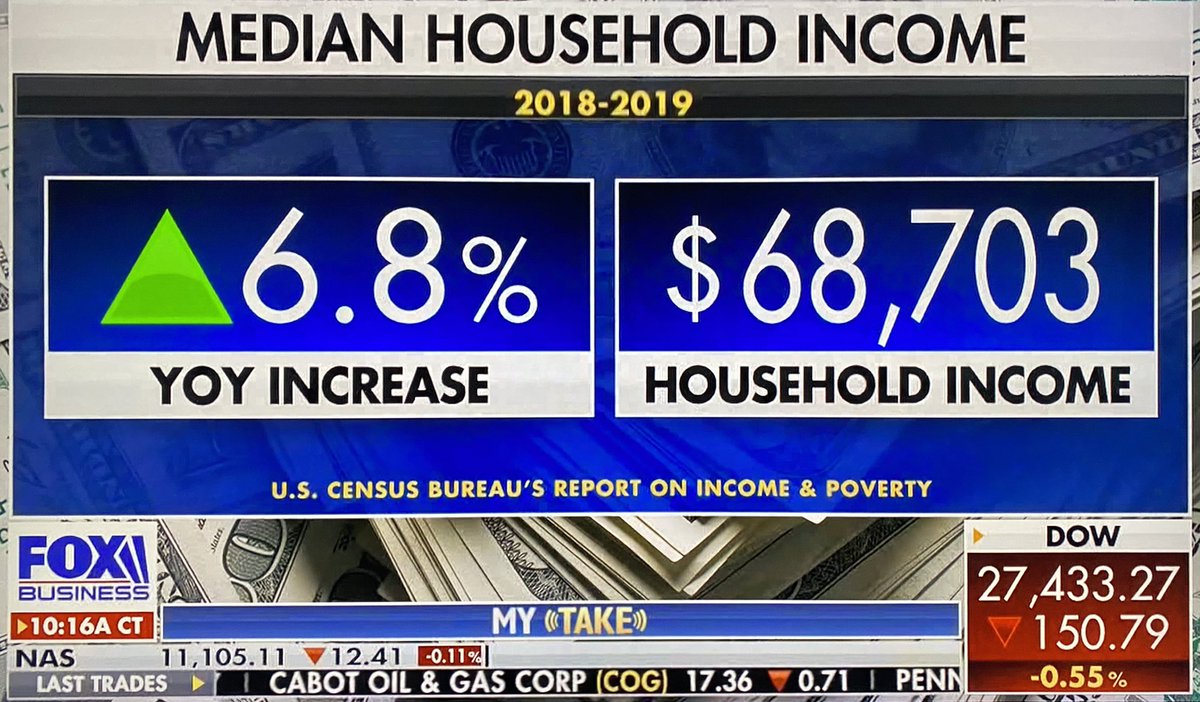 MEDIAN HOUSEHOLD INCOME
2018-2019
6.8%
$68,703
YOY INCREASE
HOUSEHOLD INCOME
U.S. CENSUS BUREAU'S REPORT ON INCOME & POVERTY
FOX
BUSINESS
10:16A CT
MY TAKE
DOW
27,433.27
150.79
-0.55%
NAS 11,105.11 12.41 -0.11%
LAST TRADES CABOT OIL & GAS CORP (COG) 17.36 0.71 PENN